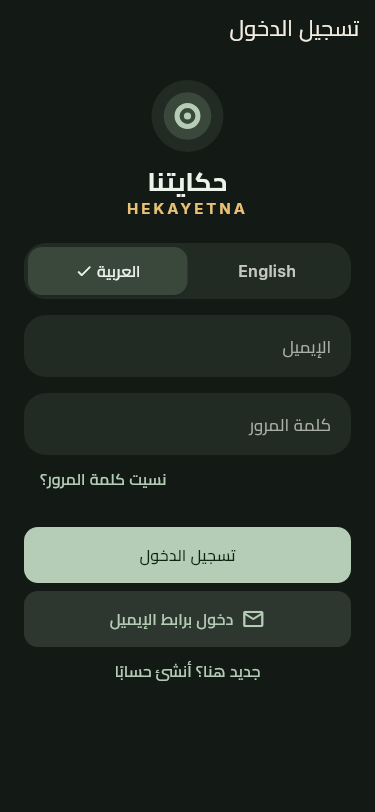 تسجيل الدخول
حكايتنا
HEKAYETNA
English
العربية
الإيميل
كلمة المرور
نسيت كلمة المرور؟
تسجيل الدخول
دخول برابط الإيميل
جديد هنا؟ أنشئ حسابًا